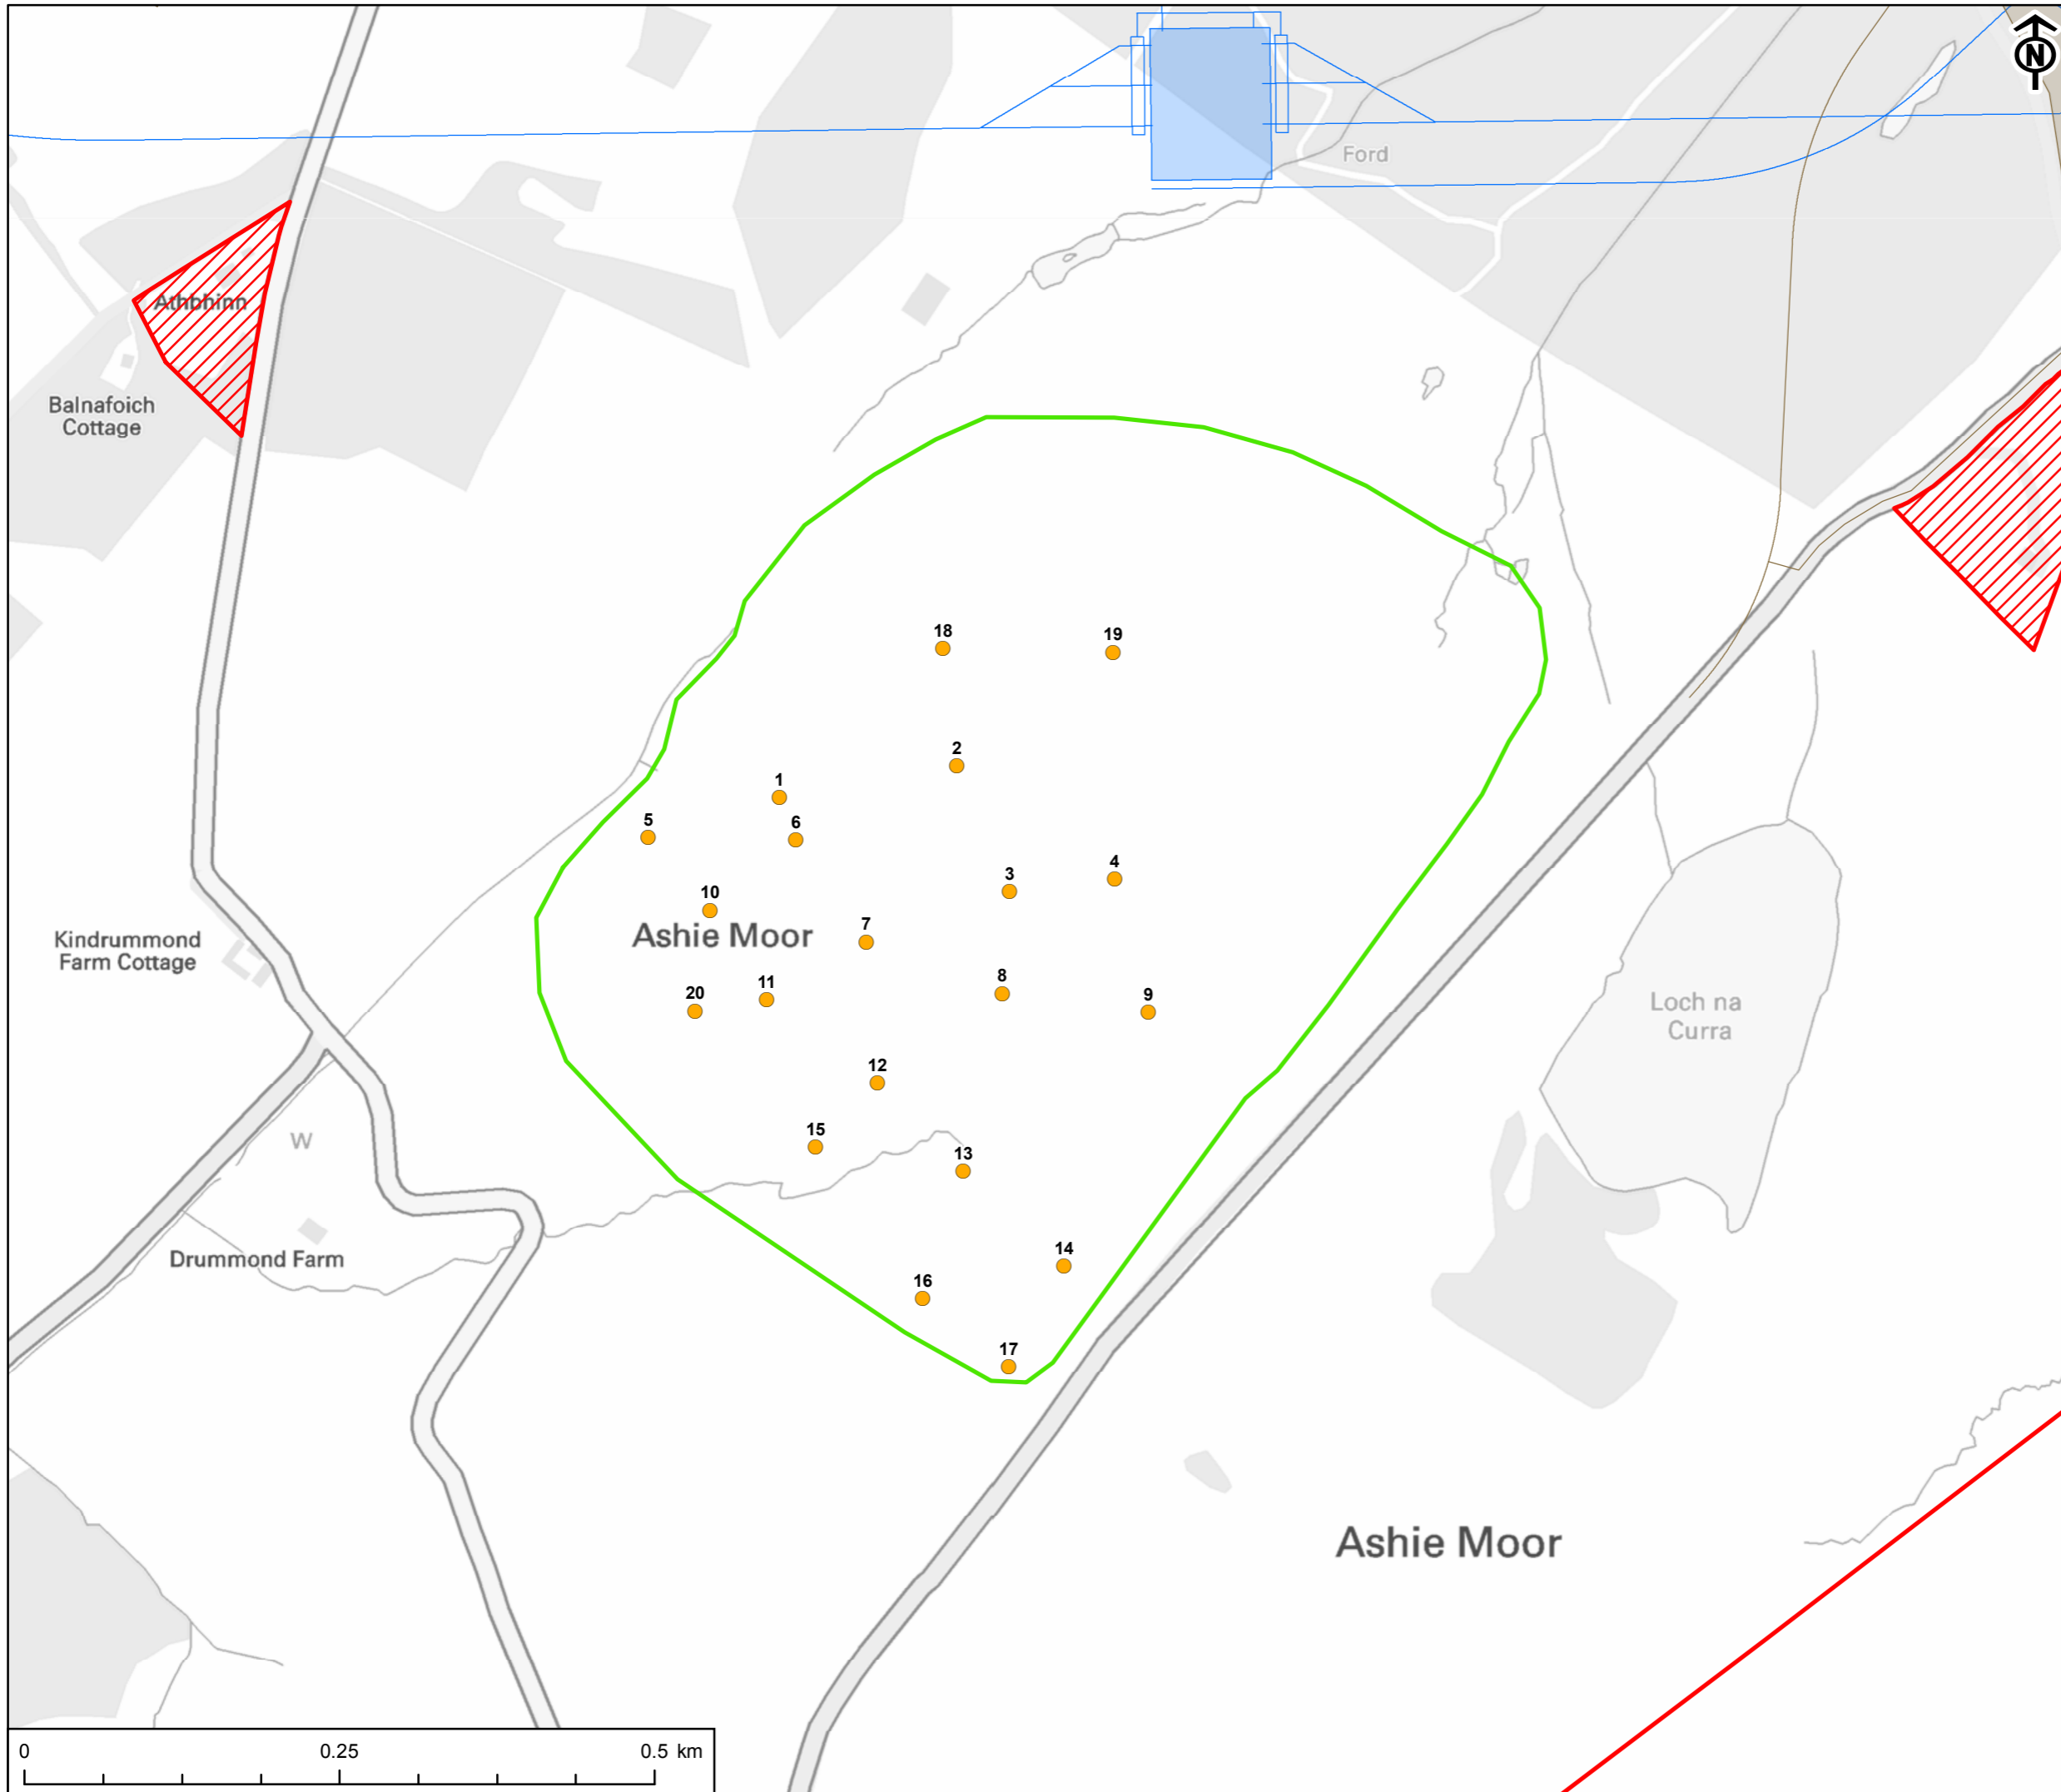 N
Ford
Athbhinn
Balnafoich
Cottage
18
19
2
1
5
6
4
3
10
7
Ashie Moor
Kindrummond
Farm Cottage
8
11
20
9
Loch na
Curra
12
15
W
13
Drummond Farm
14
16
17
Ashie Moor
0 0.25 0.5 km